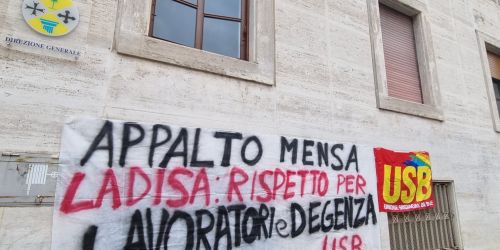 DIREZIONE GENERALE
APPALTO MENSA
LADISA: RISPETTO PER
LAVORATORI e DEGENZA
USB
USB